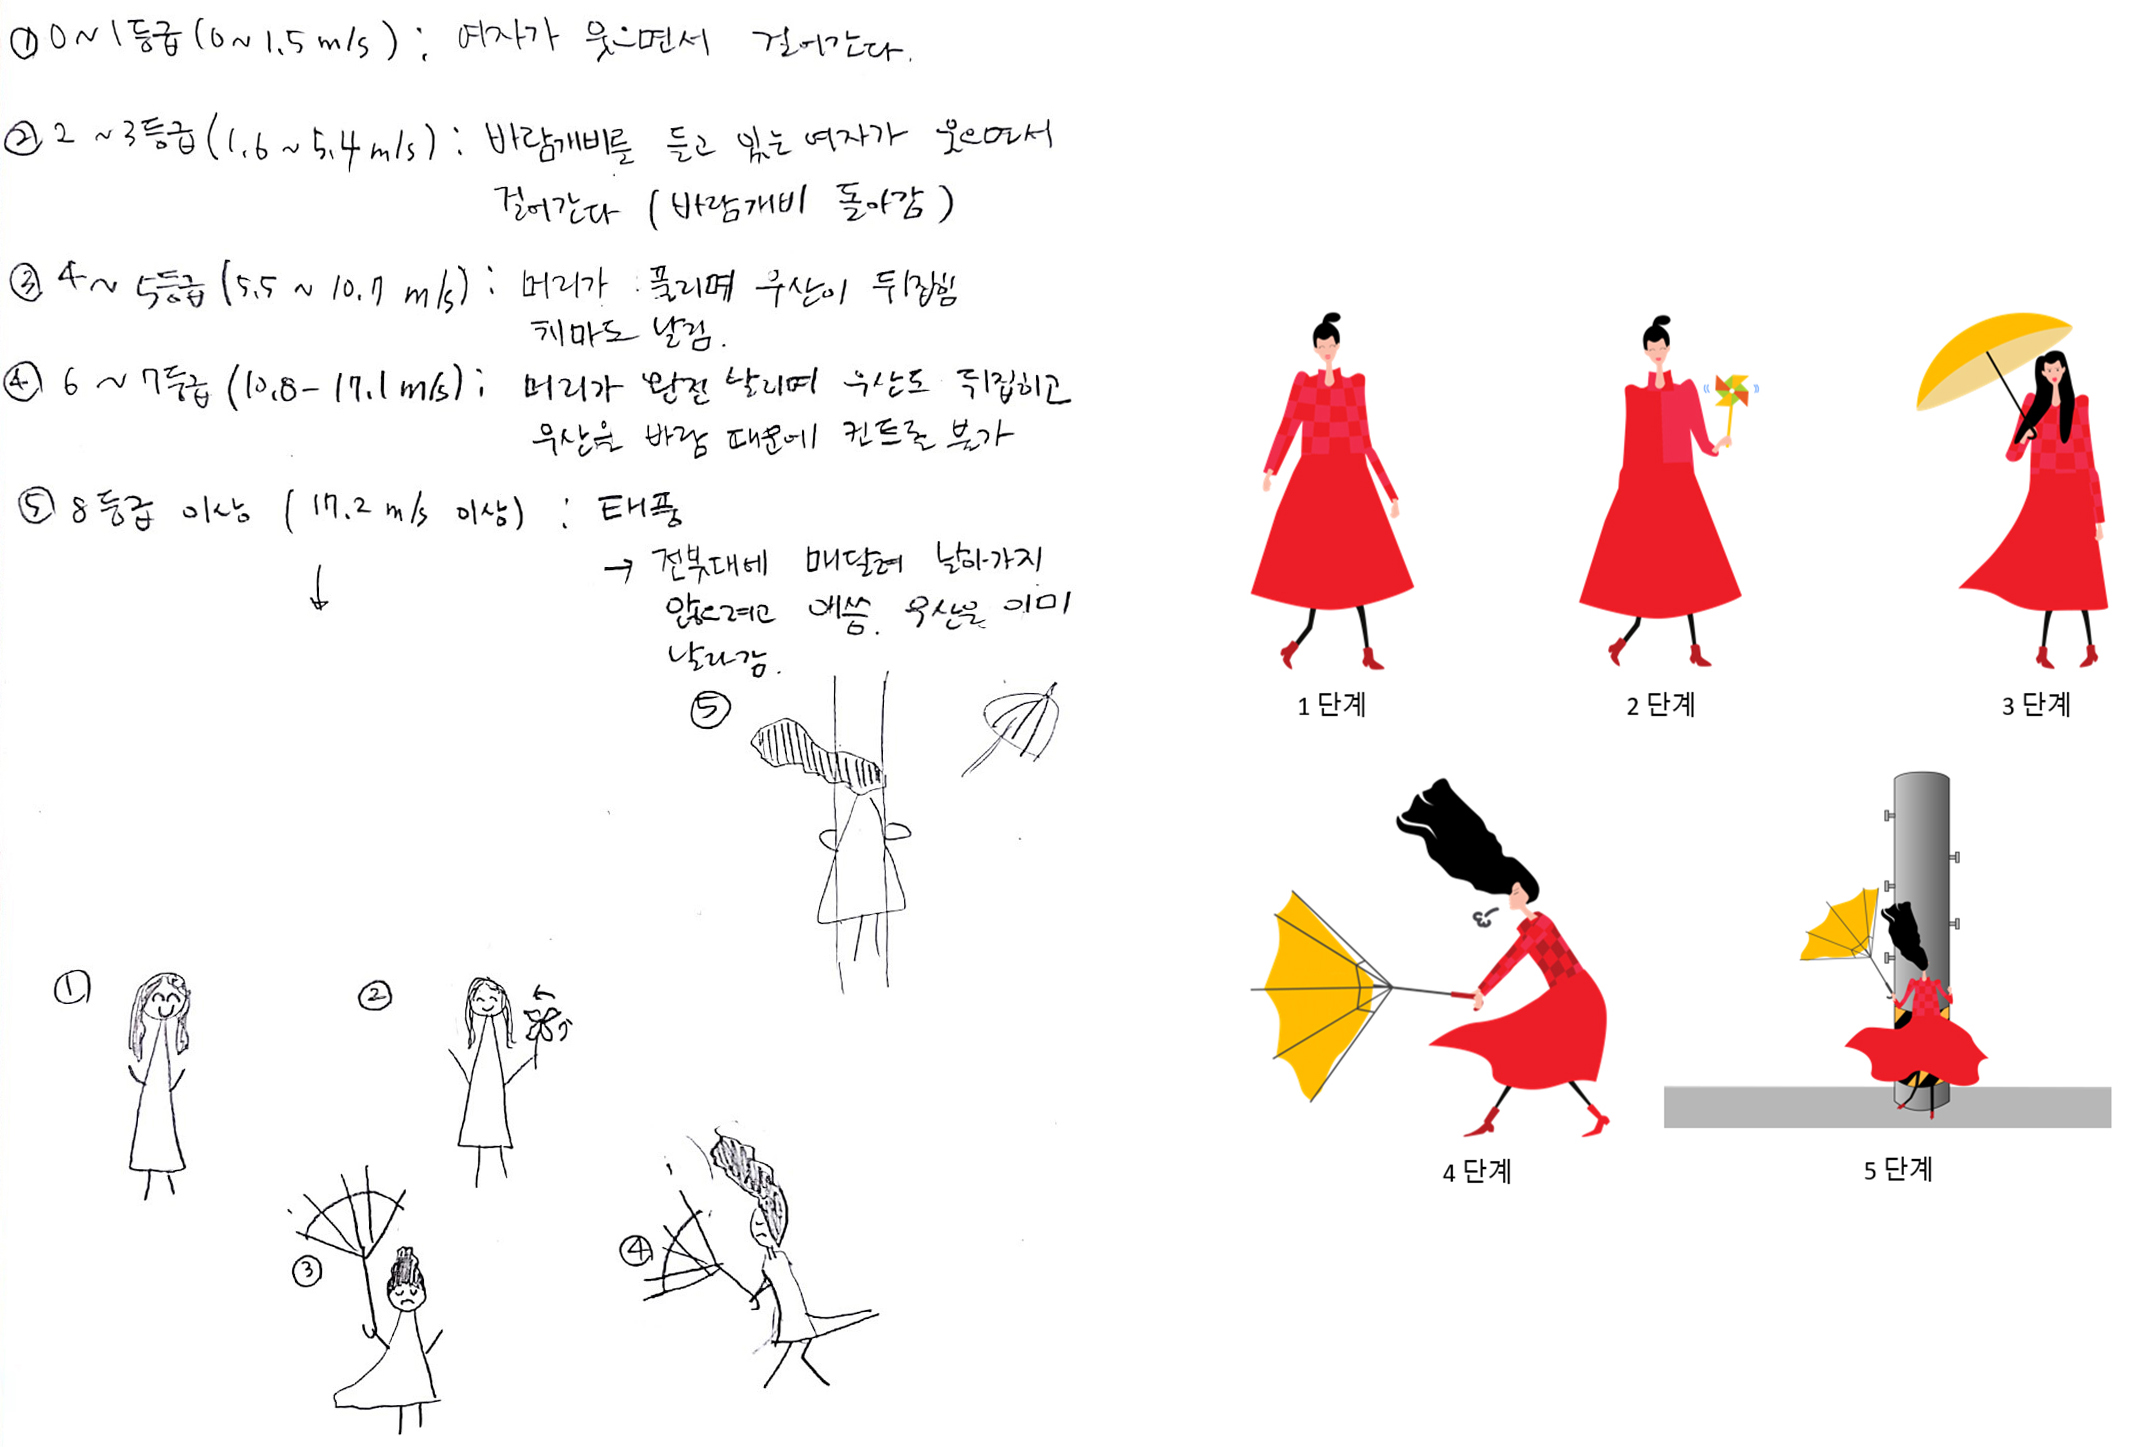 ① 0~1등급(0~1.5m/s) : 여자가 웃으면서 걸어간다.
② 2~3등급(1.6~5.4m/s) : 바람개비를 들고 있는 여자가 웃으면서
걸어간다 (바람개비 돌아감)
③ 4~5등급(5.5~10.7 m/s) : 머리가 풀리며 우산이 뒤집힘
치마도 날림.
④ 6~7등급(10.8-17.1m/s) : 머리가 완전 날리며 우산도 뒤집히고
우산을 바람 때문에 컨트롤 불가
⑤ 8등급 이상 (17.2 m/s 이상) : 태풍
→ 전봇대에 매달려 날아가지
않으려고 애씀. 우산은 이미
날라감.
⑤
①
②
③
④
1 단계
2 단계
3 단계
4 단계
5 단계